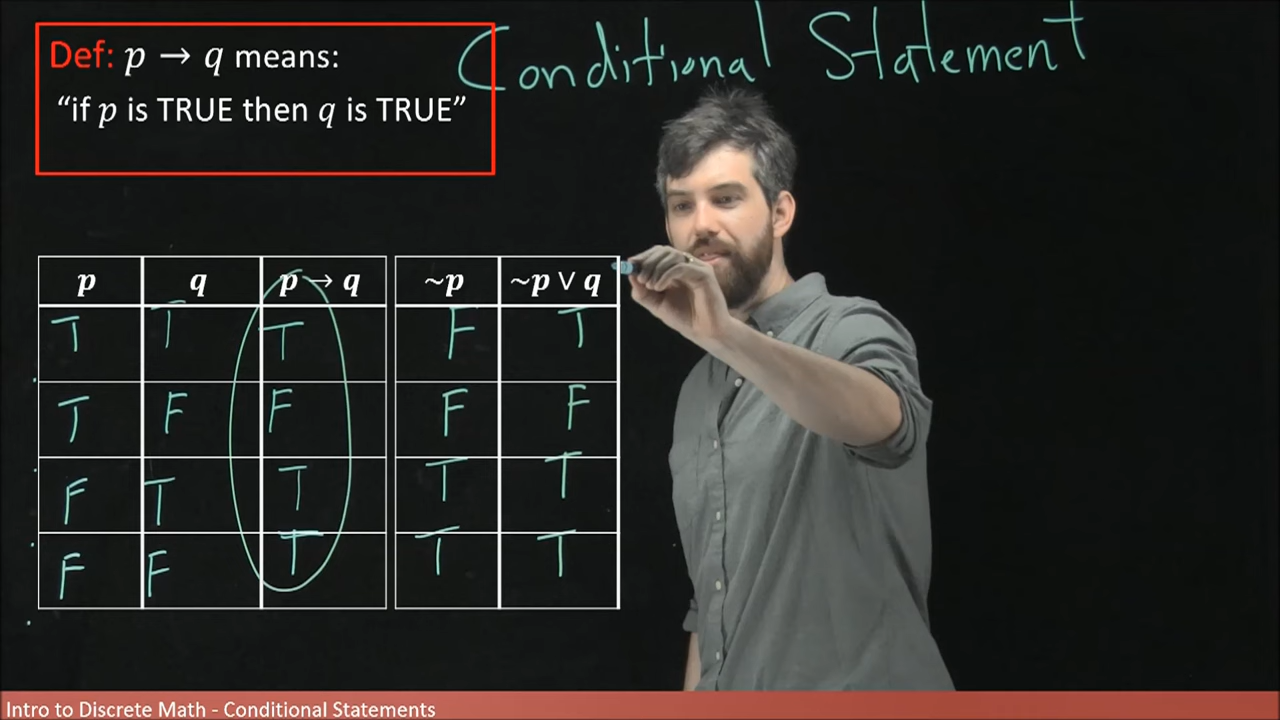 Conditional Statement
Def: p → q means:
“if p is TRUE then q is TRUE”
p q p → q ~p ~p ∨ q
T T T F T
T F F F F
F T T T T
F F T T T
Intro to Discrete Math - Conditional Statements